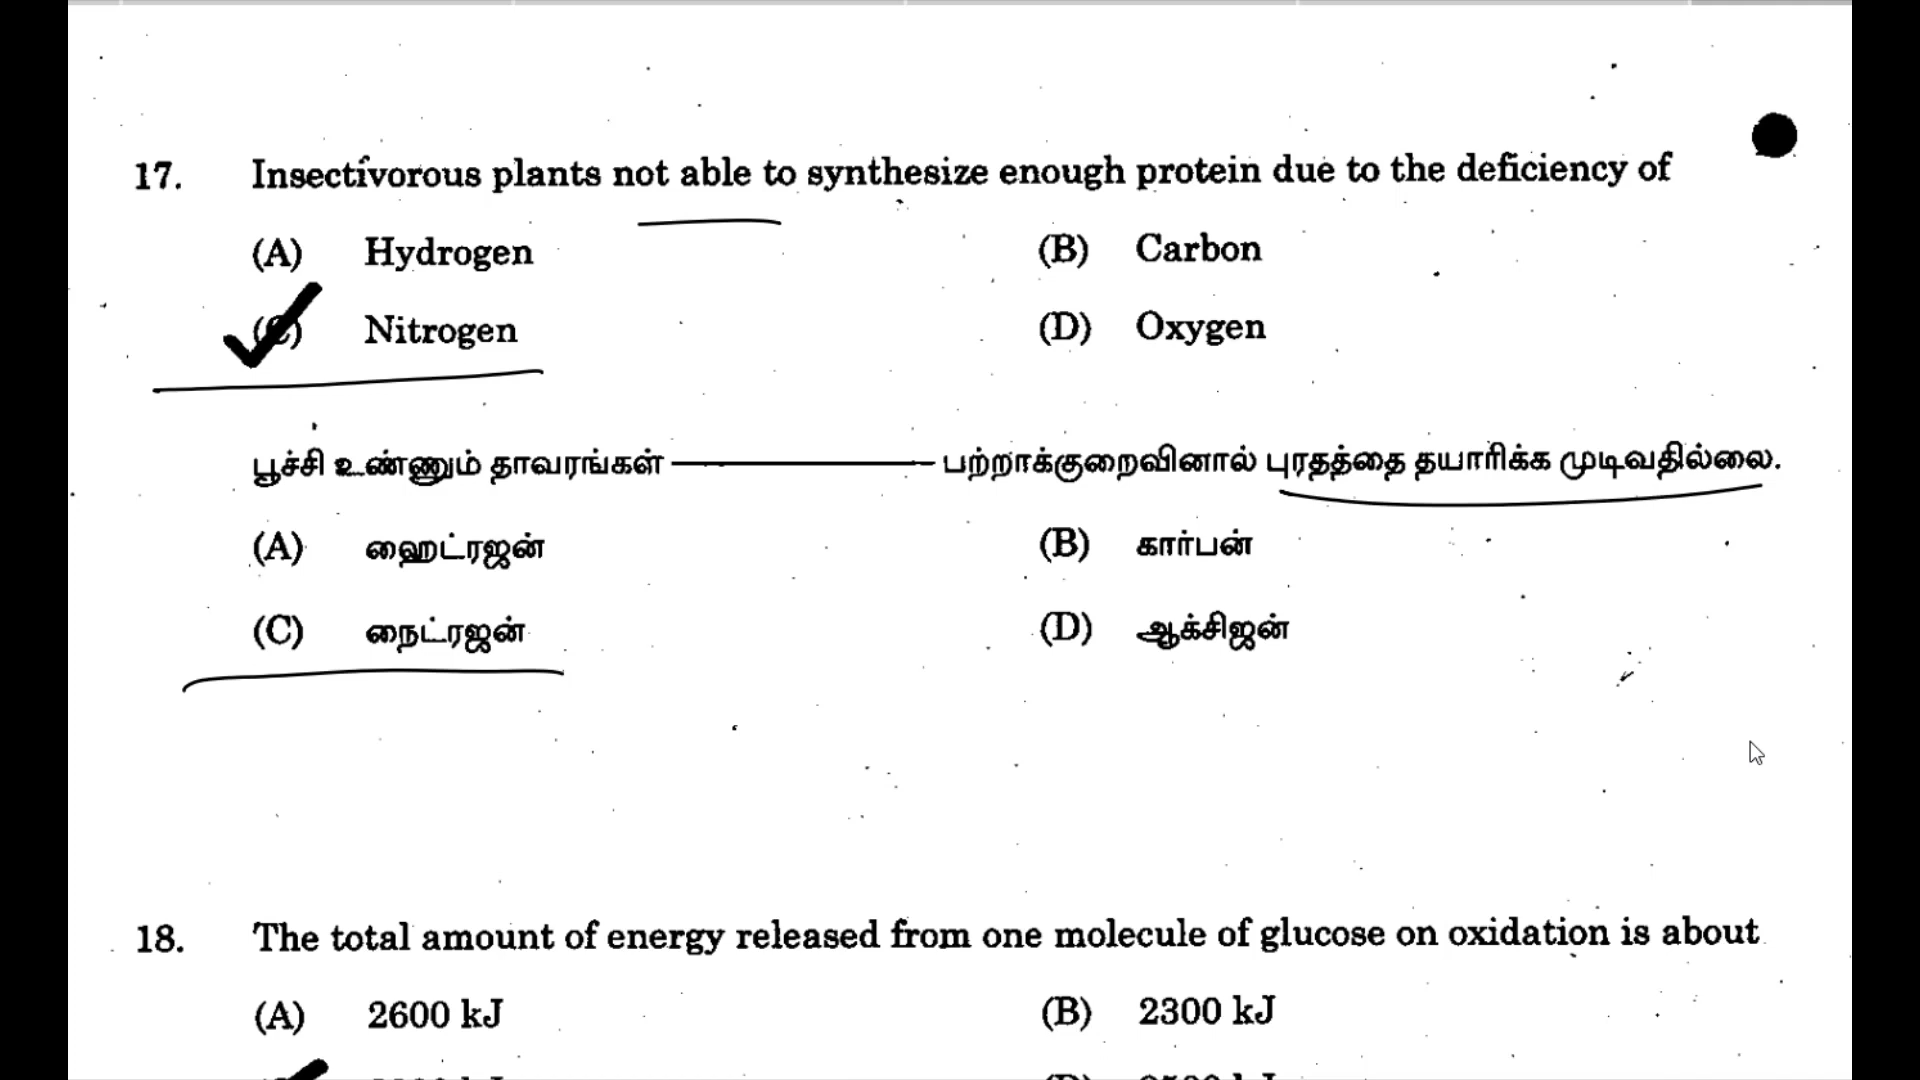 17. Insectivorous plants not able to synthesize enough protein due to the deficiency of
(A) Hydrogen (B) Carbon
(C) Nitrogen (D) Oxygen
பூச்சி உண்ணும் தாவரங்கள் ———— பற்றாக்குறைவினால் புரதத்தை தயாரிக்க முடிவதில்லை.
(A) ஹைட்ரஜன் (B) கார்பன்
(C) நைட்ரஜன் (D) ஆக்சிஜன்
18. The total amount of energy released from one molecule of glucose on oxidation is about
(A) 2600 kJ (B) 2300 kJ